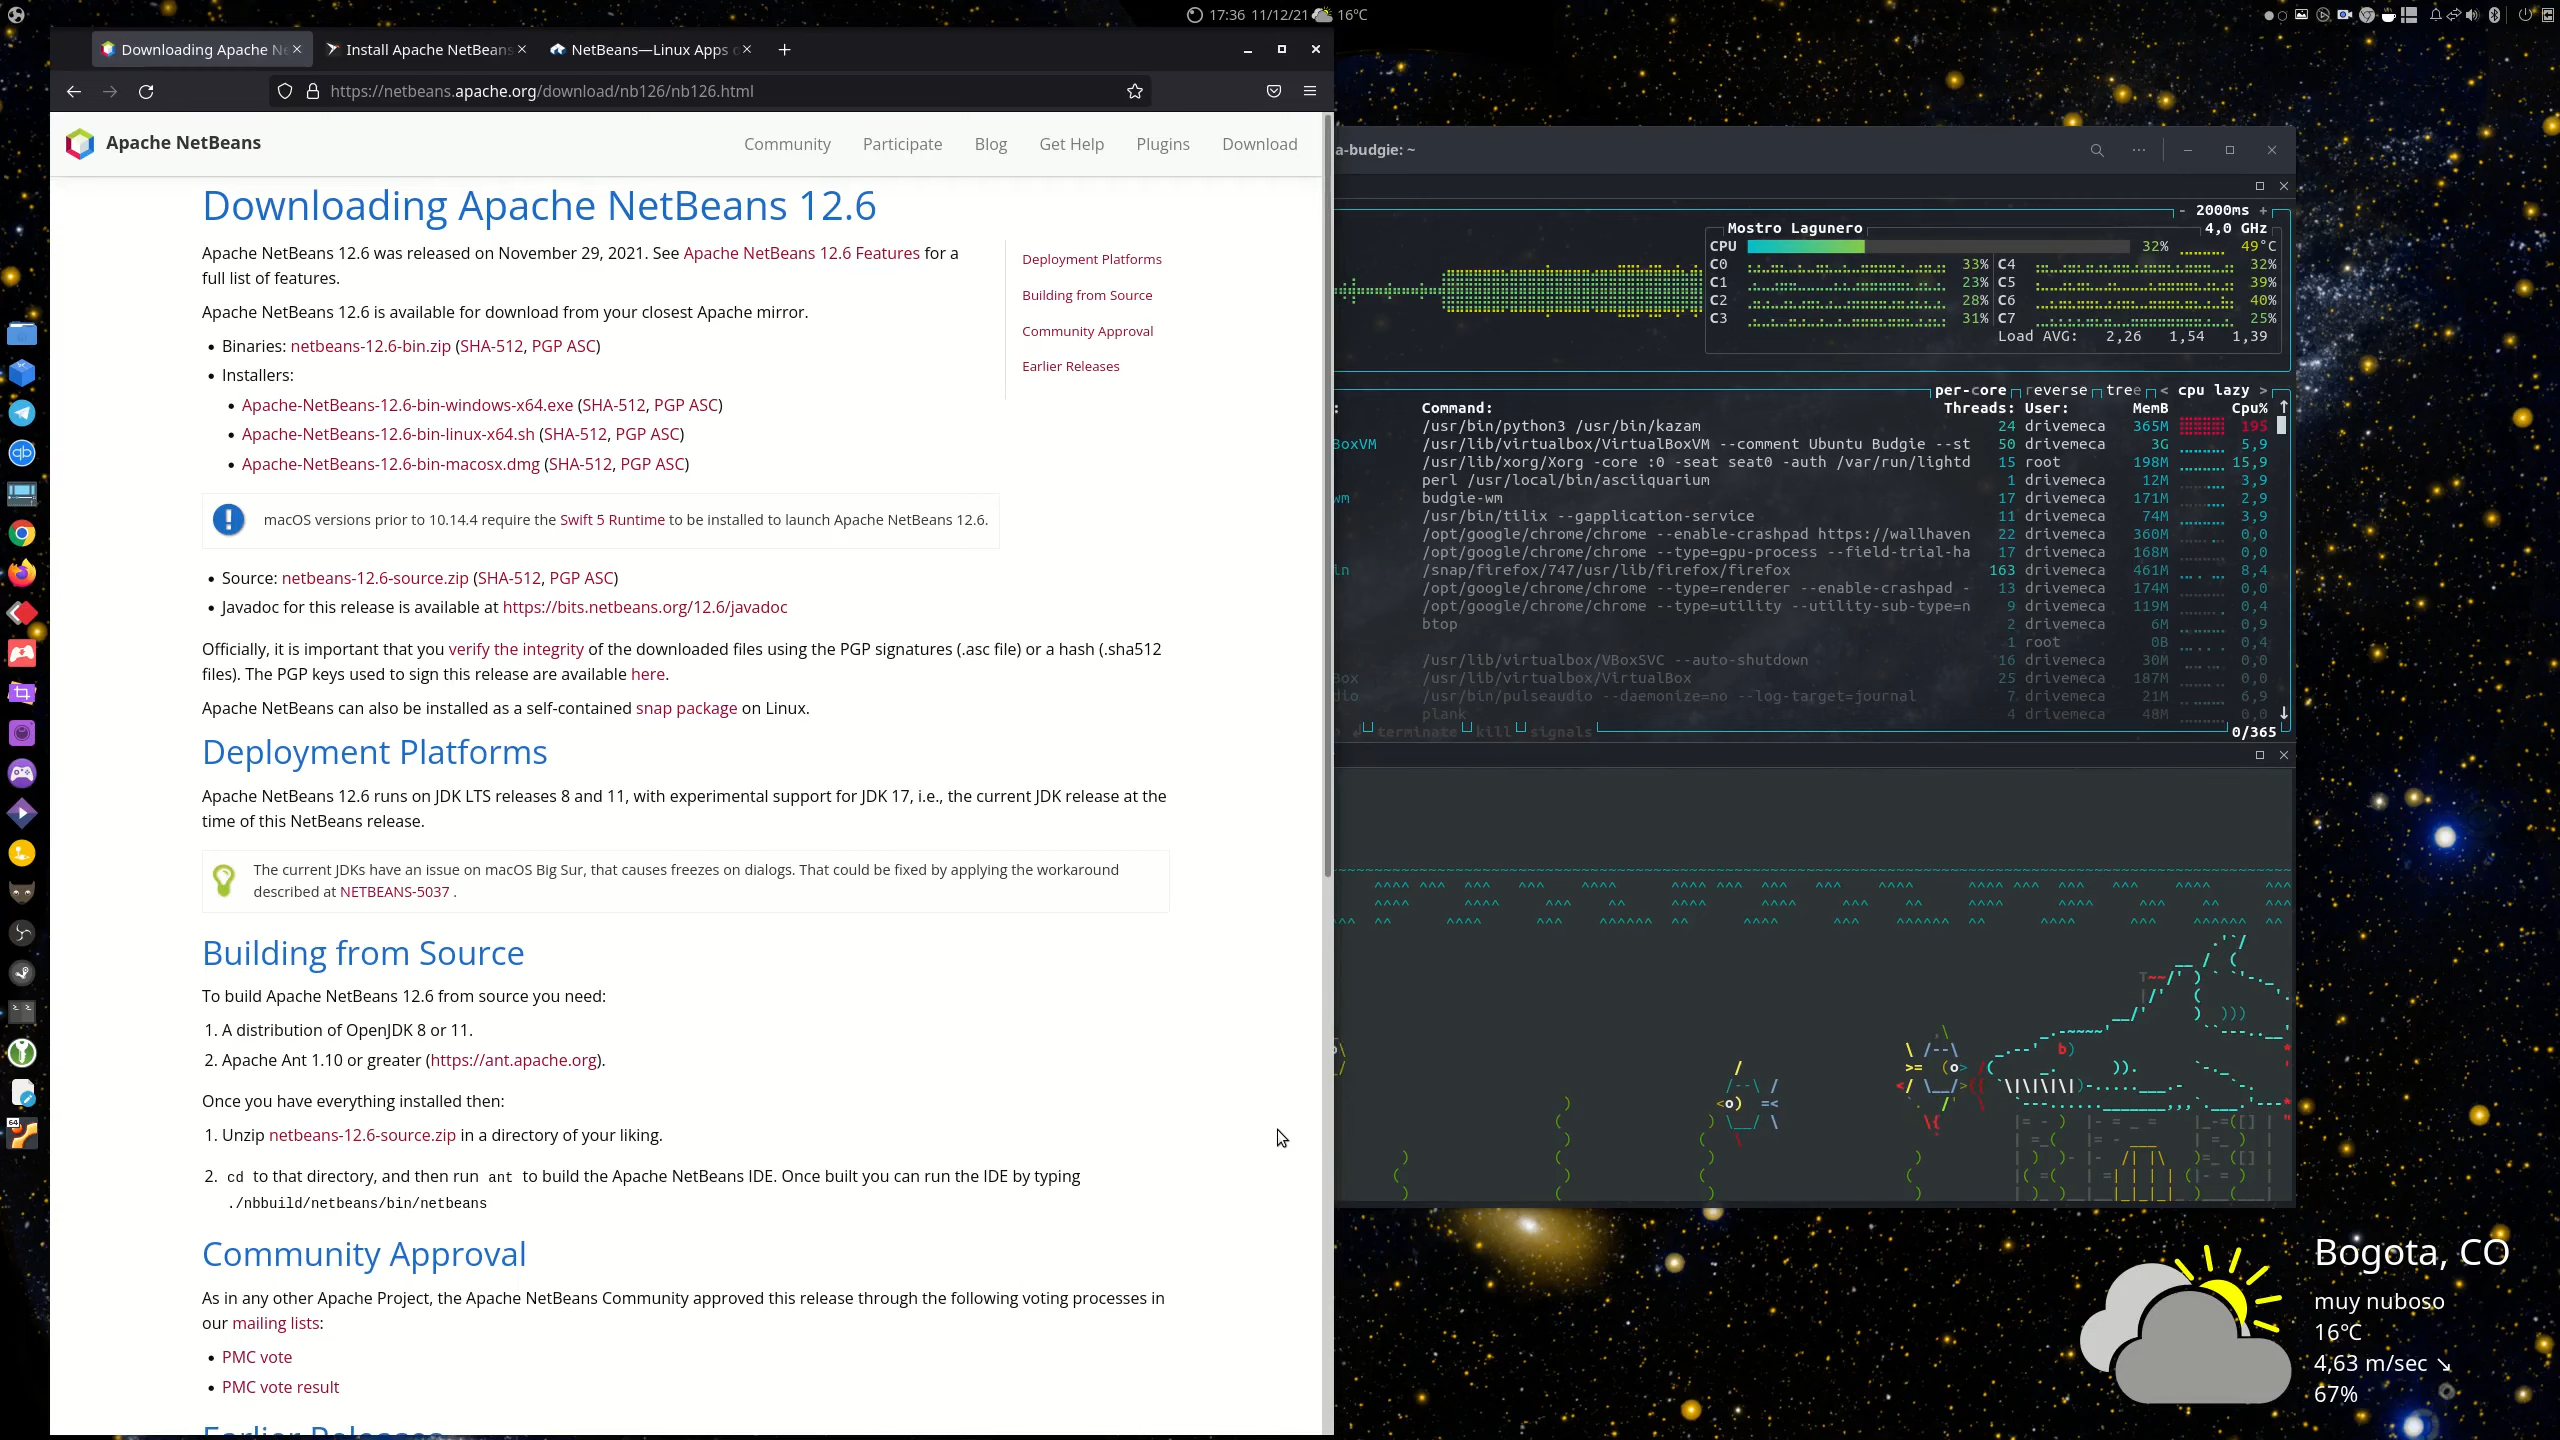 17:36 11/12/21 16°C
Downloading Apache Ne
Install Apache NetBeans
NetBeans—Linux Apps o
https://netbeans.apache.org/download/nb126/nb126.html
Apache NetBeans
Community Participate Blog Get Help Plugins Download
Downloading Apache NetBeans 12.6
Apache NetBeans 12.6 was released on November 29, 2021. See Apache NetBeans 12.6 Features for a
full list of features.
Apache NetBeans 12.6 is available for download from your closest Apache mirror.
• Binaries: netbeans-12.6-bin.zip (SHA-512, PGP ASC)
• Installers:
• Apache-NetBeans-12.6-bin-windows-x64.exe (SHA-512, PGP ASC)
• Apache-NetBeans-12.6-bin-linux-x64.sh (SHA-512, PGP ASC)
• Apache-NetBeans-12.6-bin-macosx.dmg (SHA-512, PGP ASC)
Deployment Platforms
Building from Source
Community Approval
Earlier Releases
macOS versions prior to 10.14.4 require the Swift 5 Runtime to be installed to launch Apache NetBeans 12.6.
• Source: netbeans-12.6-source.zip (SHA-512, PGP ASC)
• Javadoc for this release is available at https://bits.netbeans.org/12.6/javadoc
Officially, it is important that you verify the integrity of the downloaded files using the PGP signatures (.asc file) or a hash (.sha512
files). The PGP keys used to sign this release are available here.
Apache NetBeans can also be installed as a self-contained snap package on Linux.
Deployment Platforms
Apache NetBeans 12.6 runs on JDK LTS releases 8 and 11, with experimental support for JDK 17, i.e., the current JDK release at the
time of this NetBeans release.
The current JDKs have an issue on macOS Big Sur, that causes freezes on dialogs. That could be fixed by applying the workaround
described at NETBEANS-5037 .
Building from Source
To build Apache NetBeans 12.6 from source you need:
1. A distribution of OpenJDK 8 or 11.
2. Apache Ant 1.10 or greater (https://ant.apache.org).
Once you have everything installed then:
1. Unzip netbeans-12.6-source.zip in a directory of your liking.
2. cd to that directory, and then run ant to build the Apache NetBeans IDE. Once built you can run the IDE by typing
./nbbuild/netbeans/bin/netbeans
Community Approval
As in any other Apache Project, the Apache NetBeans Community approved this release through the following voting processes in
our mailing lists:
• PMC vote
• PMC vote result
Earlier Releases
a-budgie: ~
- 2000ms +
Mostro Lagunero 4,0 GHz
CPU 32% 49°C
C0 33% C4 32%
C1 23% C5 39%
C2 28% C6 40%
C3 31% C7 25%
Load AVG: 2,26 1,54 1,39
per-core reverse tree < cpu lazy >
: Command: Threads: User: MemB Cpu%
/usr/bin/python3 /usr/bin/kazam 24 drivemeca 365M 195
BoxVM /usr/lib/virtualbox/VirtualBoxVM --comment Ubuntu Budgie --st 50 drivemeca 3G 5,9
/usr/lib/xorg/Xorg -core :0 -seat seat0 -auth /var/run/lightd 15 root 198M 15,9
perl /usr/local/bin/asciiquarium 1 drivemeca 12M 3,9
wm budgie-wm 17 drivemeca 171M 2,9
/usr/bin/tilix --gapplication-service 11 drivemeca 74M 3,9
/opt/google/chrome/chrome --enable-crashpad https://wallhaven 22 drivemeca 360M 0,0
/opt/google/chrome/chrome --type=gpu-process --field-trial-ha 17 drivemeca 168M 0,0
in /snap/firefox/747/usr/lib/firefox/firefox 163 drivemeca 461M 8,4
/opt/google/chrome/chrome --type=renderer --enable-crashpad - 13 drivemeca 174M 0,0
/opt/google/chrome/chrome --type=utility --utility-sub-type=n 9 drivemeca 119M 0,4
btop 2 drivemeca 6M 0,9
1 root 0B 0,4
/usr/lib/virtualbox/VBoxSVC --auto-shutdown 16 drivemeca 30M 0,0
Box /usr/lib/virtualbox/VirtualBox 25 drivemeca 187M 0,0
dio /usr/bin/pulseaudio --daemonize=no --log-target=journal 7 drivemeca 21M 6,9
plank 4 drivemeca 48M 0,0
terminate kill signals 0/365
Bogota, CO
muy nuboso
16°C
4,63 m/sec ↘
67%